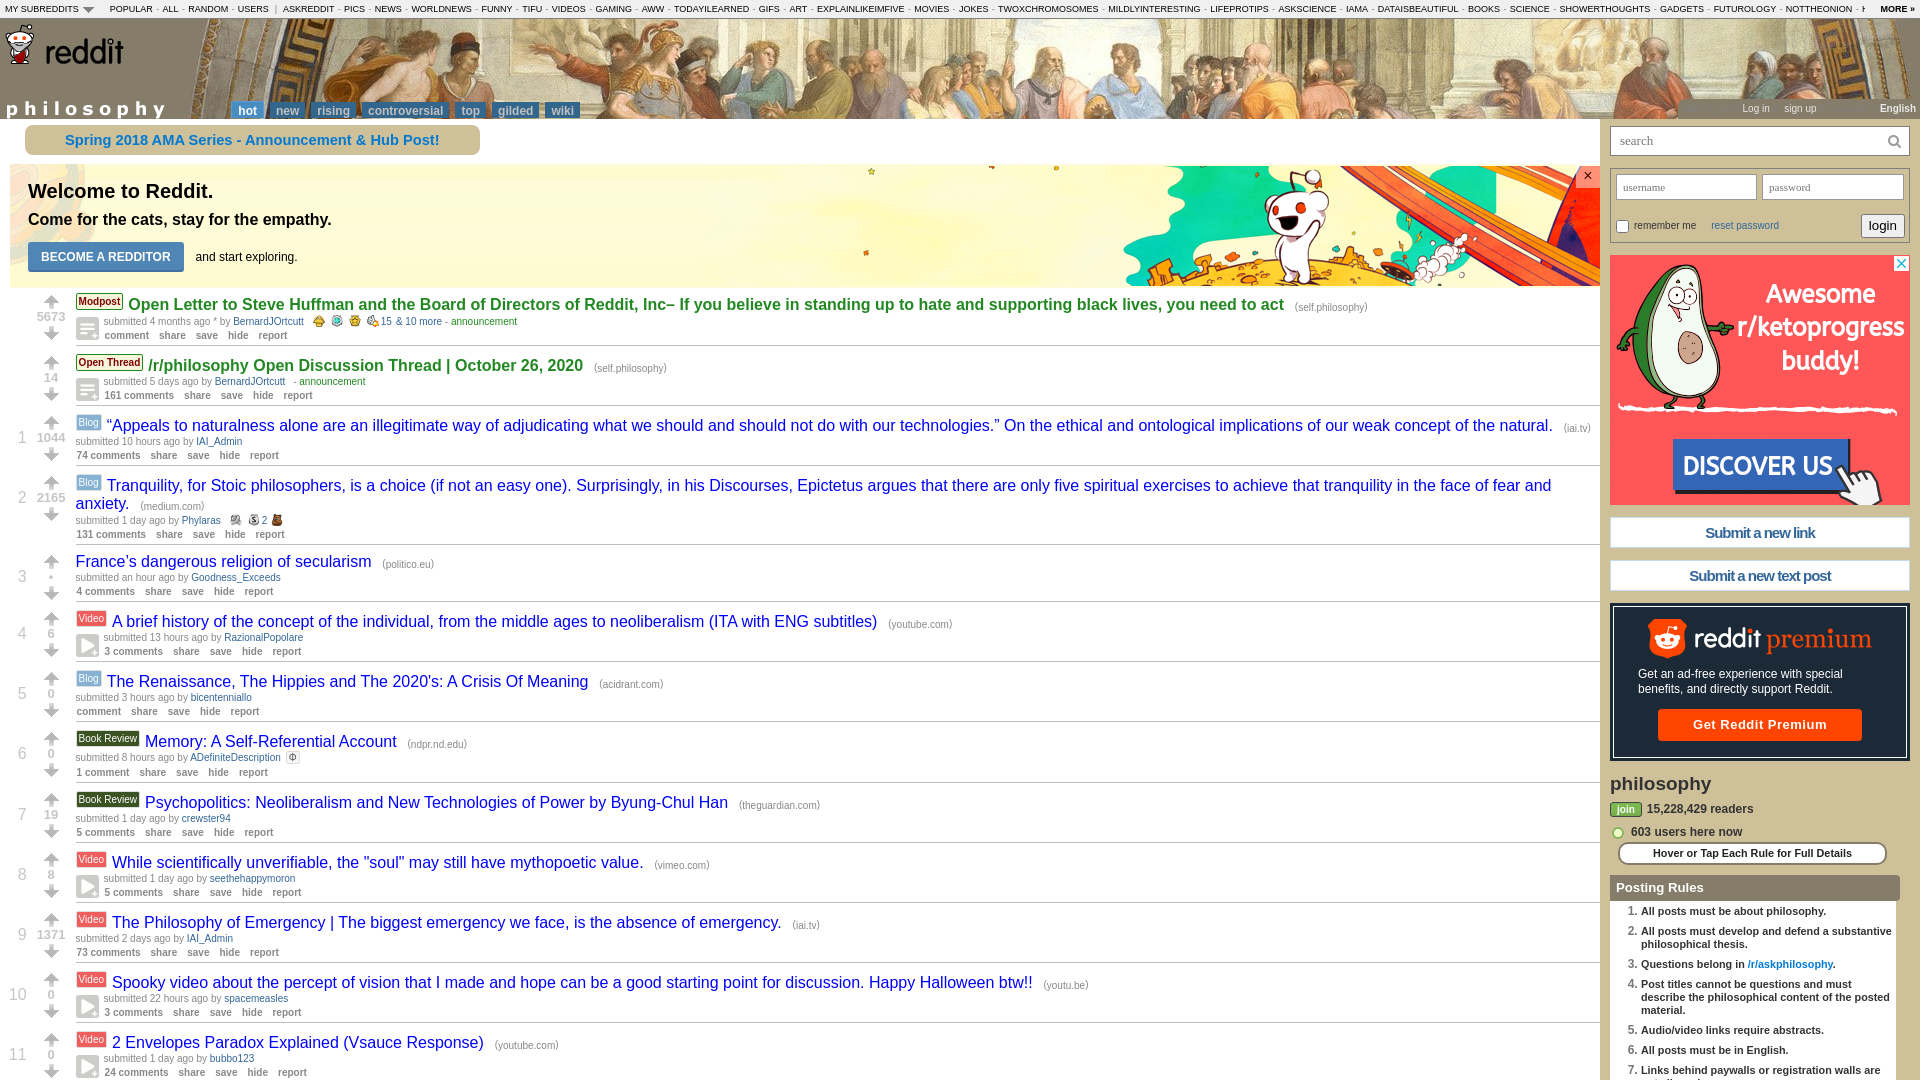 MY SUBREDDITS POPULAR - ALL - RANDOM - USERS | ASKREDDIT - PICS - NEWS - WORLDNEWS - FUNNY - TIFU - VIDEOS - GAMING - AWW - TODAYILEARNED - GIFS - ART - EXPLAINLIKEIMFIVE - MOVIES - JOKES - TWOXCHROMOSOMES - MILDLYINTERESTING - LIFEPROTIPS - ASKSCIENCE - IAMA - DATAISBEAUTIFUL - BOOKS - SCIENCE - SHOWERTHOUGHTS - GADGETS - FUTUROLOGY - NOTTHEONION - MORE »
reddit
philosophy hot new rising controversial top gilded wiki
Log in sign up English
Spring 2018 AMA Series - Announcement & Hub Post!
Welcome to Reddit.
Come for the cats, stay for the empathy.
BECOME A REDDITOR and start exploring.
×
Modpost Open Letter to Steve Huffman and the Board of Directors of Reddit, Inc– If you believe in standing up to hate and supporting black lives, you need to act (self.philosophy)
5673
submitted 4 months ago * by BernardJOrtcutt 15 & 10 more - announcement
comment share save hide report
Open Thread /r/philosophy Open Discussion Thread | October 26, 2020 (self.philosophy)
14
submitted 5 days ago by BernardJOrtcutt - announcement
161 comments share save hide report
Blog “Appeals to naturalness alone are an illegitimate way of adjudicating what we should and should not do with our technologies.” On the ethical and ontological implications of our weak concept of the natural. (iai.tv)
1 1044
submitted 10 hours ago by IAI_Admin
74 comments share save hide report
Blog Tranquility, for Stoic philosophers, is a choice (if not an easy one). Surprisingly, in his Discourses, Epictetus argues that there are only five spiritual exercises to achieve that tranquility in the face of fear and
2 2165
anxiety. (medium.com)
submitted 1 day ago by Phylaras 2
131 comments share save hide report
France’s dangerous religion of secularism (politico.eu)
3 •
submitted an hour ago by Goodness_Exceeds
4 comments share save hide report
Video A brief history of the concept of the individual, from the middle ages to neoliberalism (ITA with ENG subtitles) (youtube.com)
4 6
submitted 13 hours ago by RazionalPopolare
3 comments share save hide report
Blog The Renaissance, The Hippies and The 2020's: A Crisis Of Meaning (acidrant.com)
5 0
submitted 3 hours ago by bicentenniallo
comment share save hide report
Book Review Memory: A Self-Referential Account (ndpr.nd.edu)
6 0
submitted 8 hours ago by ADefiniteDescription Φ
1 comment share save hide report
Book Review Psychopolitics: Neoliberalism and New Technologies of Power by Byung-Chul Han (theguardian.com)
7 19
submitted 1 day ago by crewster94
5 comments share save hide report
Video While scientifically unverifiable, the "soul" may still have mythopoetic value. (vimeo.com)
8 8
submitted 1 day ago by seethehappymoron
5 comments share save hide report
Video The Philosophy of Emergency | The biggest emergency we face, is the absence of emergency. (iai.tv)
9 1371
submitted 2 days ago by IAI_Admin
73 comments share save hide report
Video Spooky video about the percept of vision that I made and hope can be a good starting point for discussion. Happy Halloween btw!! (youtu.be)
10 0
submitted 22 hours ago by spacemeasles
3 comments share save hide report
Video 2 Envelopes Paradox Explained (Vsauce Response) (youtube.com)
11 0
submitted 1 day ago by bubbo123
24 comments share save hide report
search
username password
remember me reset password login
Awesome
r/ketoprogress
buddy!
DISCOVER US
Submit a new link
Submit a new text post
reddit premium
Get an ad-free experience with special
benefits, and directly support Reddit.
Get Reddit Premium
philosophy
join 15,228,429 readers
603 users here now
Hover or Tap Each Rule for Full Details
Posting Rules
1. All posts must be about philosophy.
2. All posts must develop and defend a substantive
philosophical thesis.
3. Questions belong in /r/askphilosophy.
4. Post titles cannot be questions and must
describe the philosophical content of the posted
material.
5. Audio/video links require abstracts.
6. All posts must be in English.
7. Links behind paywalls or registration walls are